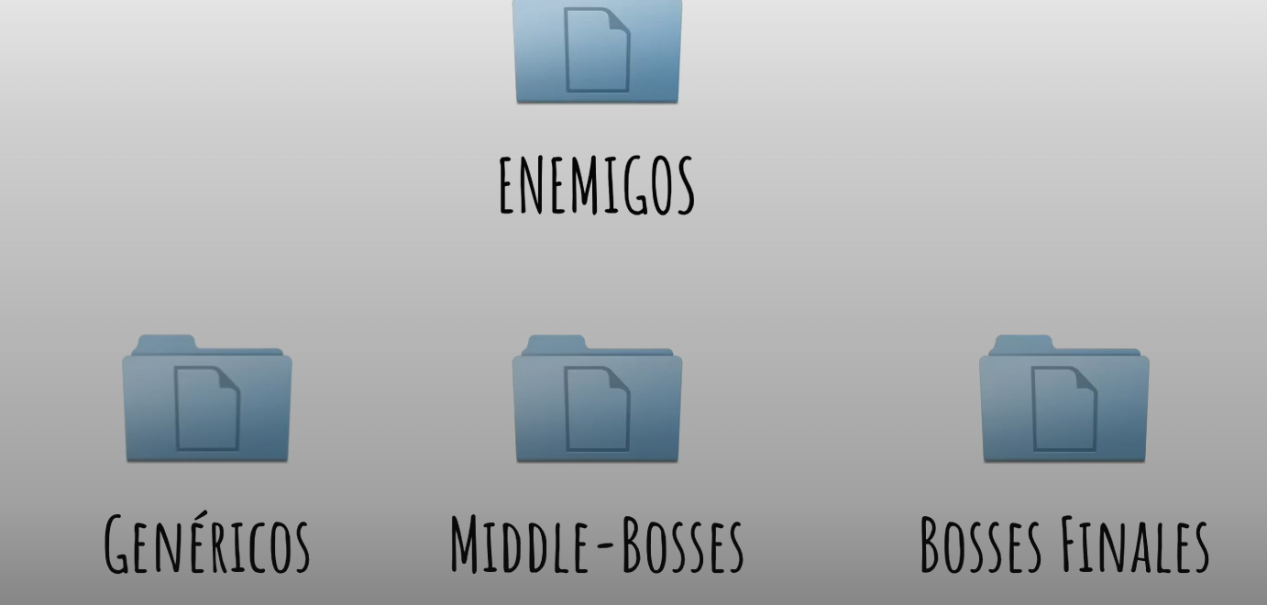 ENEMIGOS
Genéricos
Middle-Bosses
Bosses Finales